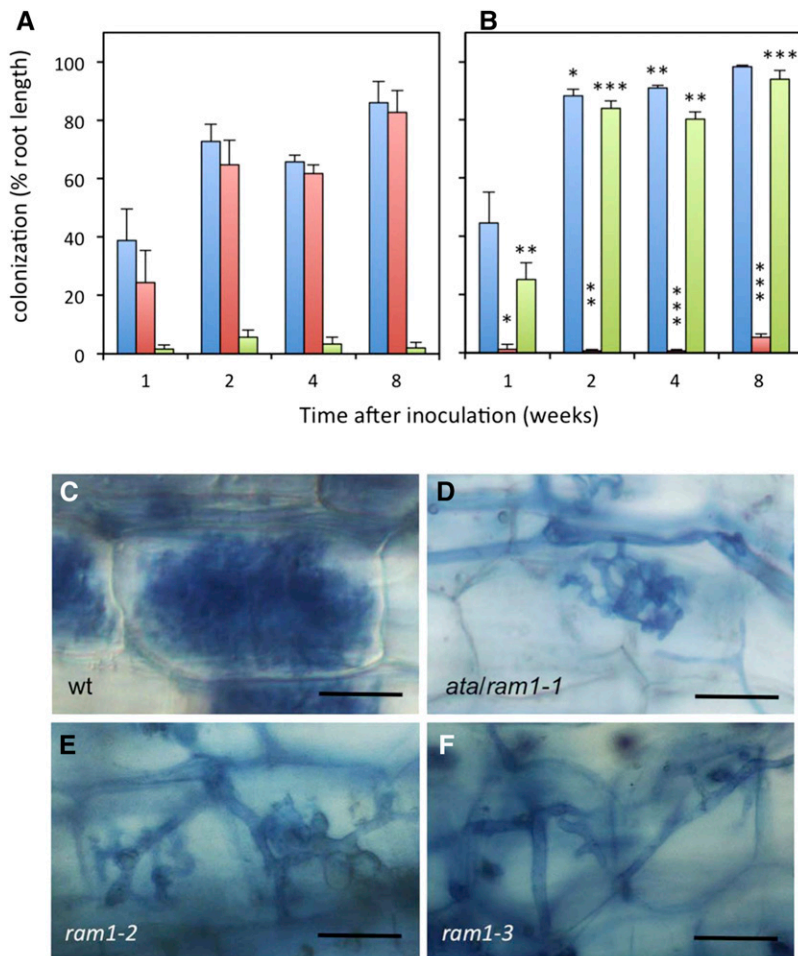 A
B
colonization (% root length)
100
80
60
40
20
0
* *** ** ** ***
** * ** *** ***
1 2 4 8
1 2 4 8
Time after inoculation (weeks)
C
wt
D
ata/ram1-1
E
ram1-2
F
ram1-3